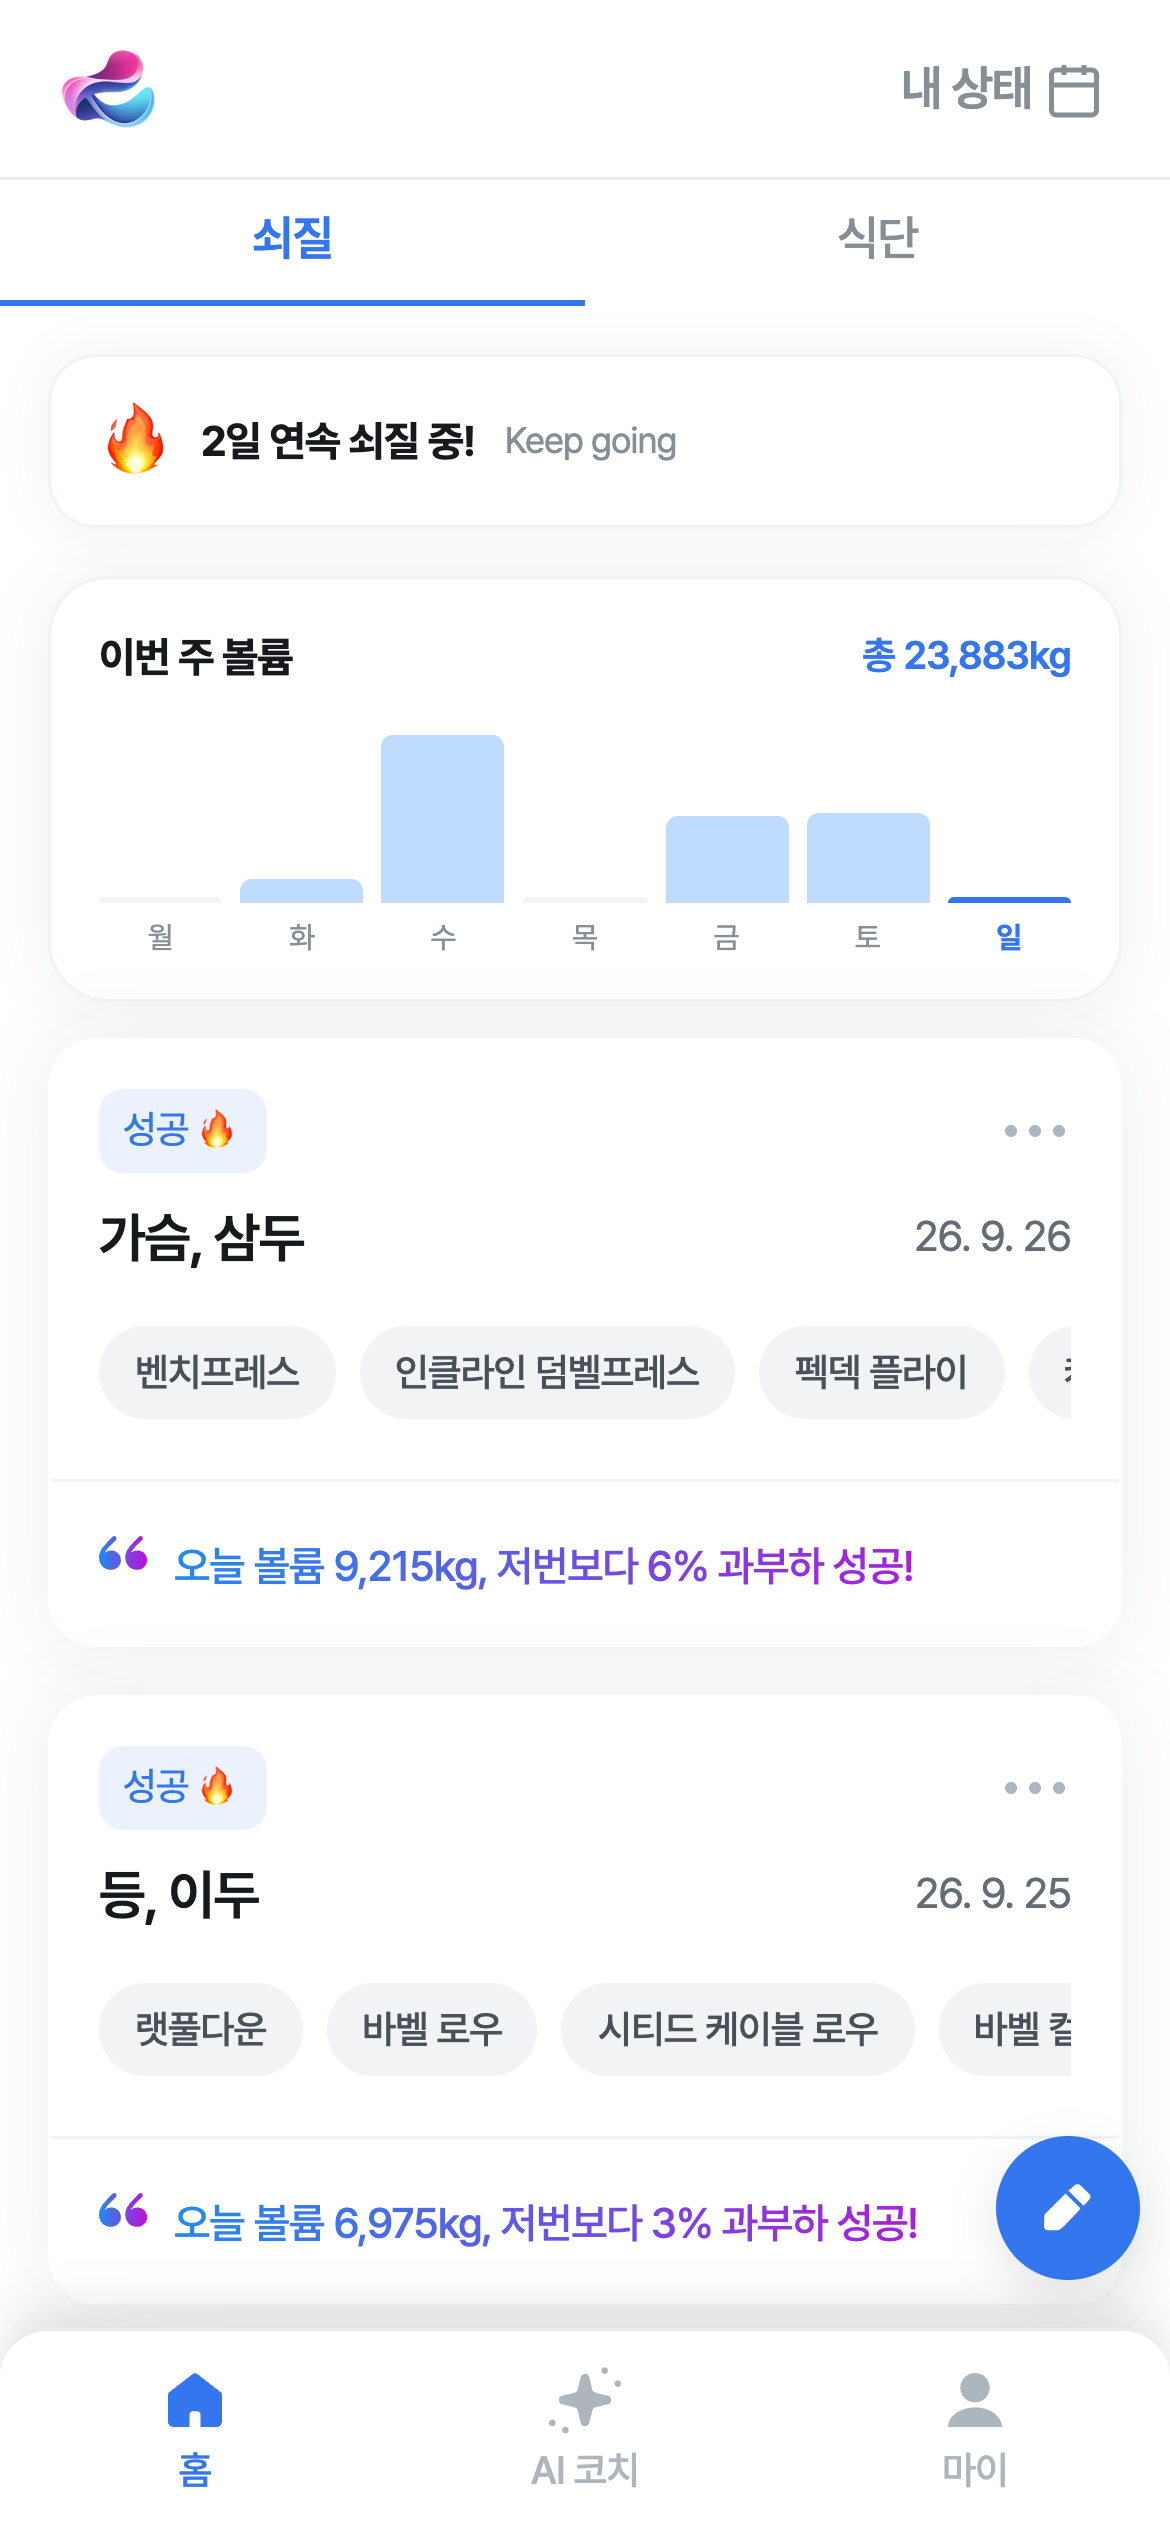 내 상태
쇠질 식단
2일 연속 쇠질 중! Keep going
이번 주 볼륨 총 23,883kg
월 화 수 목 금 토 일
성공
가슴, 삼두 26. 9. 26
벤치프레스 인클라인 덤벨프레스 펙덱 플라이
오늘 볼륨 9,215kg, 저번보다 6% 과부하 성공!
성공
등, 이두 26. 9. 25
랫풀다운 바벨 로우 시티드 케이블 로우 바벨
오늘 볼륨 6,975kg, 저번보다 3% 과부하 성공!
홈 AI 코치 마이